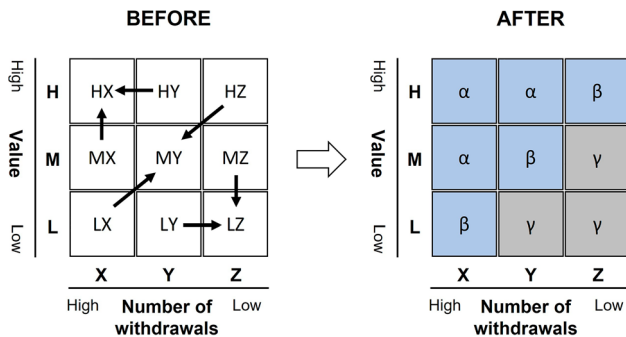 BEFORE
High
Value
Low
H
HX
HY
HZ
M
MX
MY
MZ
L
LX
LY
LZ
X
Y
Z
High
Number of
withdrawals
Low
AFTER
High
Value
Low
H
α
α
β
M
α
β
γ
L
β
γ
γ
X
Y
Z
High
Number of
withdrawals
Low